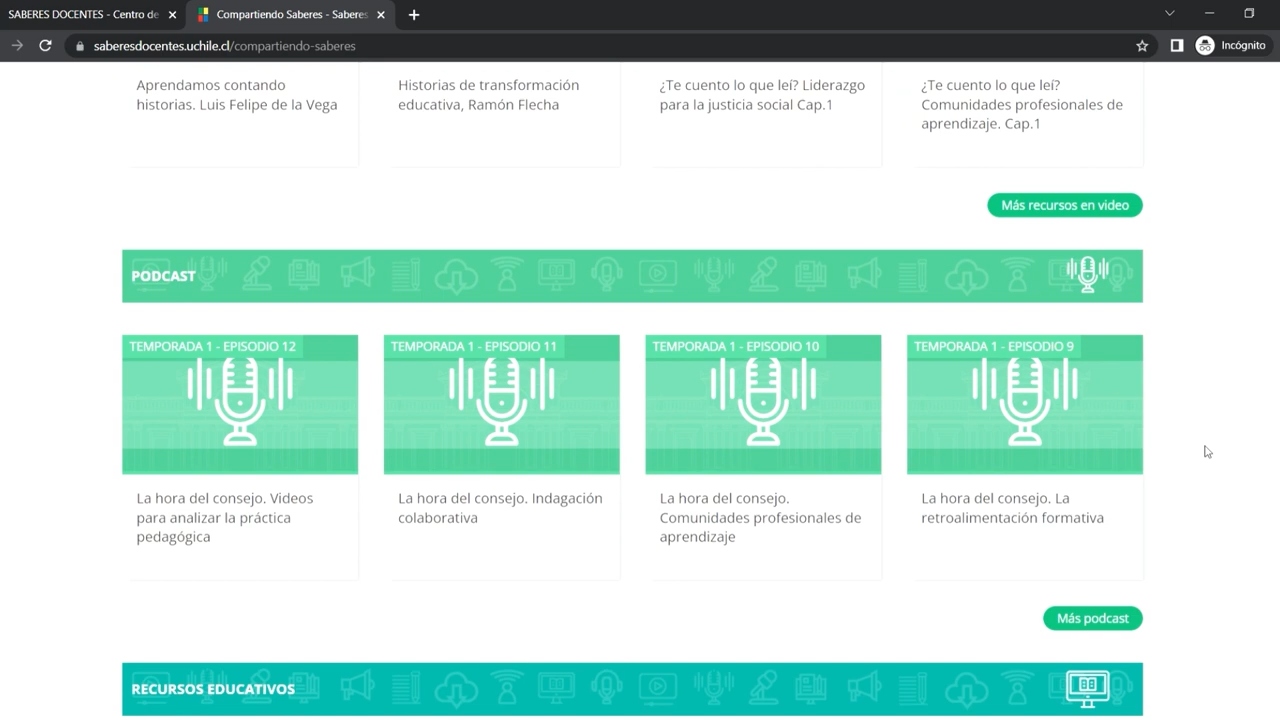 SABERES DOCENTES - Centro de
Compartiendo Saberes - Saberes
saberesdocentes.uchile.cl/compartiendo-saberes
Incógnito
Aprendamos contando
historias. Luis Felipe de la Vega
Historias de transformación
educativa, Ramón Flecha
¿Te cuento lo que leí? Liderazgo
para la justicia social Cap.1
¿Te cuento lo que leí?
Comunidades profesionales de
aprendizaje. Cap.1
Más recursos en video
PODCAST
TEMPORADA 1 - EPISODIO 12
La hora del consejo. Videos
para analizar la práctica
pedagógica
TEMPORADA 1 - EPISODIO 11
La hora del consejo. Indagación
colaborativa
TEMPORADA 1 - EPISODIO 10
La hora del consejo.
Comunidades profesionales de
aprendizaje
TEMPORADA 1 - EPISODIO 9
La hora del consejo. La
retroalimentación formativa
Más podcast
RECURSOS EDUCATIVOS